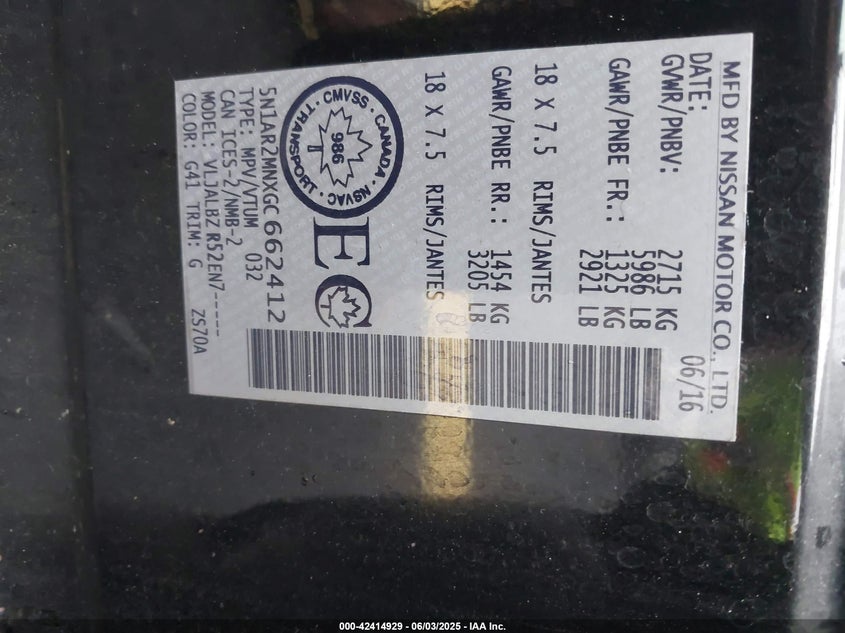 MFD BY NISSAN MOTOR CO., LTD.
DATE: 06/16
GVWR/PNBV: 2715 KG
5986 LB
GAWR/PNBE FR.: 1325 KG
2921 LB
18 X 7.5 RIMS/JANTES
GAWR/PNBE RR.: 1454 KG
3205 LB
18 X 7.5 RIMS/JANTES
CMVSS · CANADA · NSVAC · TRANSPORT ·
986
EC
5N1AR2MNXGC662412
TYPE: MPV/VTUM 032
CAN ICES-2/NMB-2
MODEL: VLJALBZ R52EN7-----
COLOR: G41 TRIM: G ZS70A
000-42414929 - 06/03/2025 - IAA Inc.